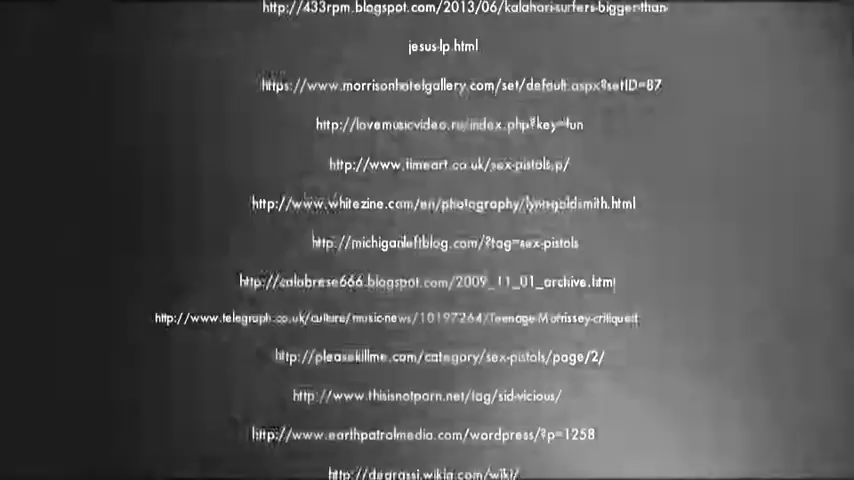 http://433rpm.blogspot.com/2013/06/kalahari-surfers-bigger-than-
jesus-lp.html
https://www.morrisonhotelgallery.com/set/default.aspx?setID=87
http://lovemusicvideo.ru/index.php?key=fun
http://www.timeart.co.uk/sex-pistols.p/
http://www.whitezine.com/en/photography/lynn-goldsmith.html
http://michiganleftblog.com/?tag=sex-pistols
http://calabrese666.blogspot.com/2009_11_01_archive.html
http://www.telegraph.co.uk/culture/music-news/10197264/Teenage-Morrissey-critiques:t
http://pleasekillme.com/category/sex-pistols/page/2/
http://www.thisisnotporn.net/tag/sid-vicious/
http://www.earthpatrolmedia.com/wordpress/?p=1258
http://degrassi.wikia.com/wiki/